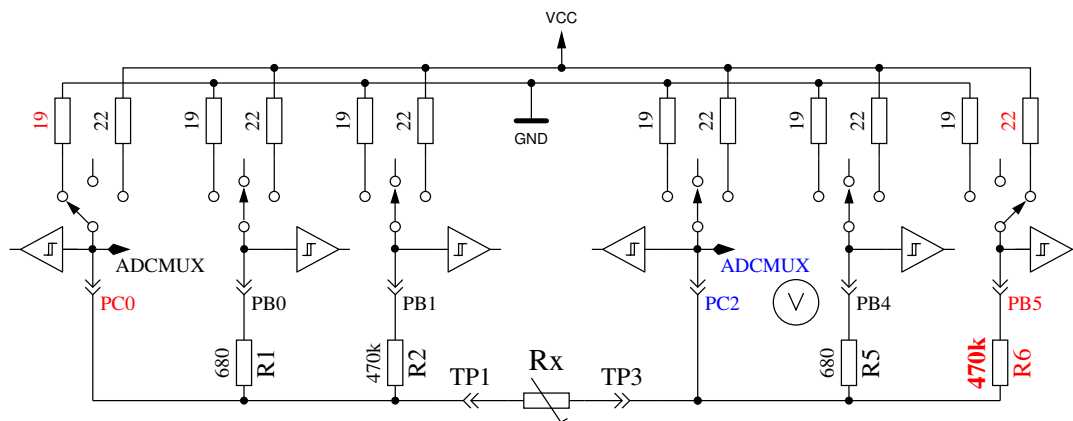 VCC
19
22
19
22
19
22
GND
19
22
19
22
19
22
ADCMUX
ADCMUX
PC0
PB0
PB1
PC2
V
PB4
PB5
680
R1
470k
R2
TP1
Rx
TP3
680
R5
470k
R6